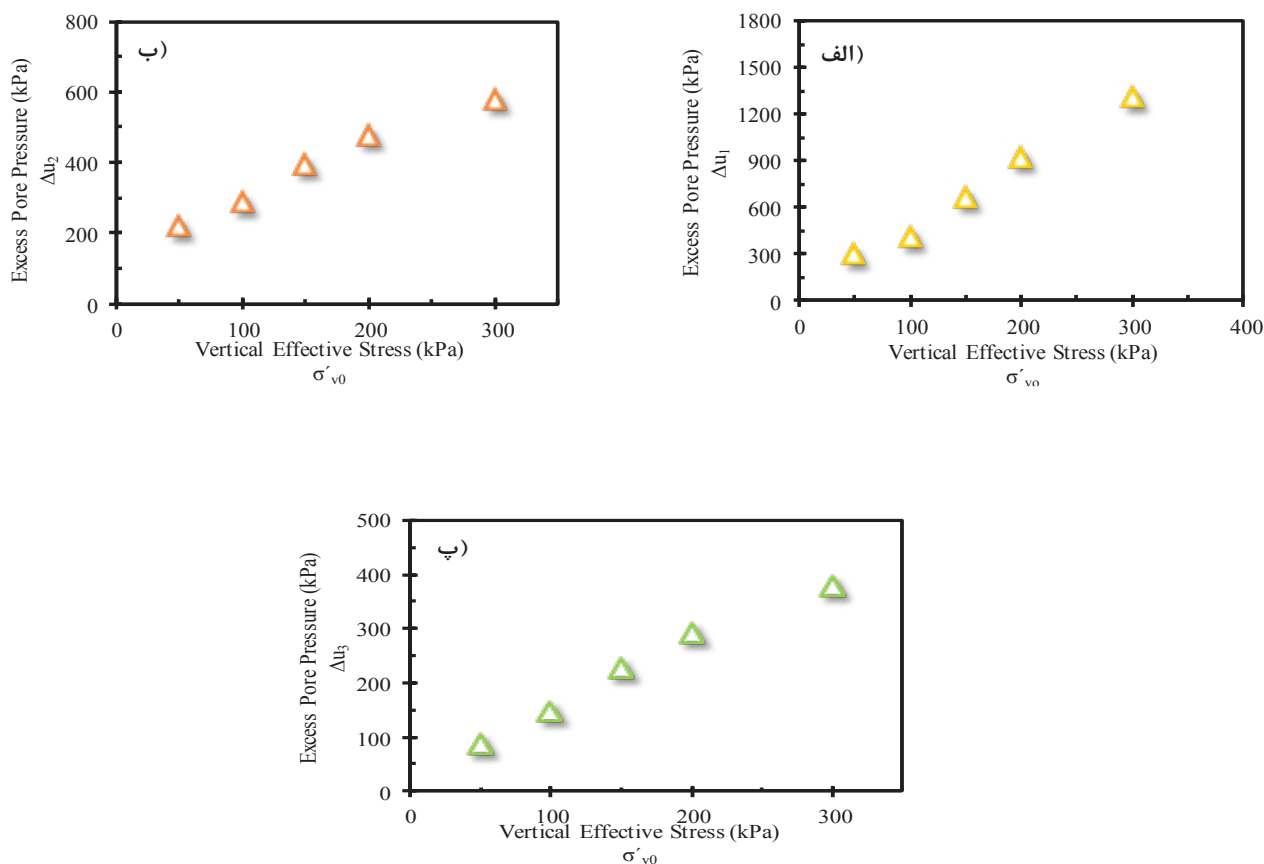 الف)
1800
1500
1200
900
600
300
0
Excess Pore Pressure (kPa)
Δu₁
0 100 200 300 400
Vertical Effective Stress (kPa)
σ′vo
ب)
800
600
400
200
0
Excess Pore Pressure (kPa)
Δu₂
0 100 200 300
Vertical Effective Stress (kPa)
σ′v0
پ)
500
400
300
200
100
0
Excess Pore Pressure (kPa)
Δu₃
0 100 200 300
Vertical Effective Stress (kPa)
σ′v0